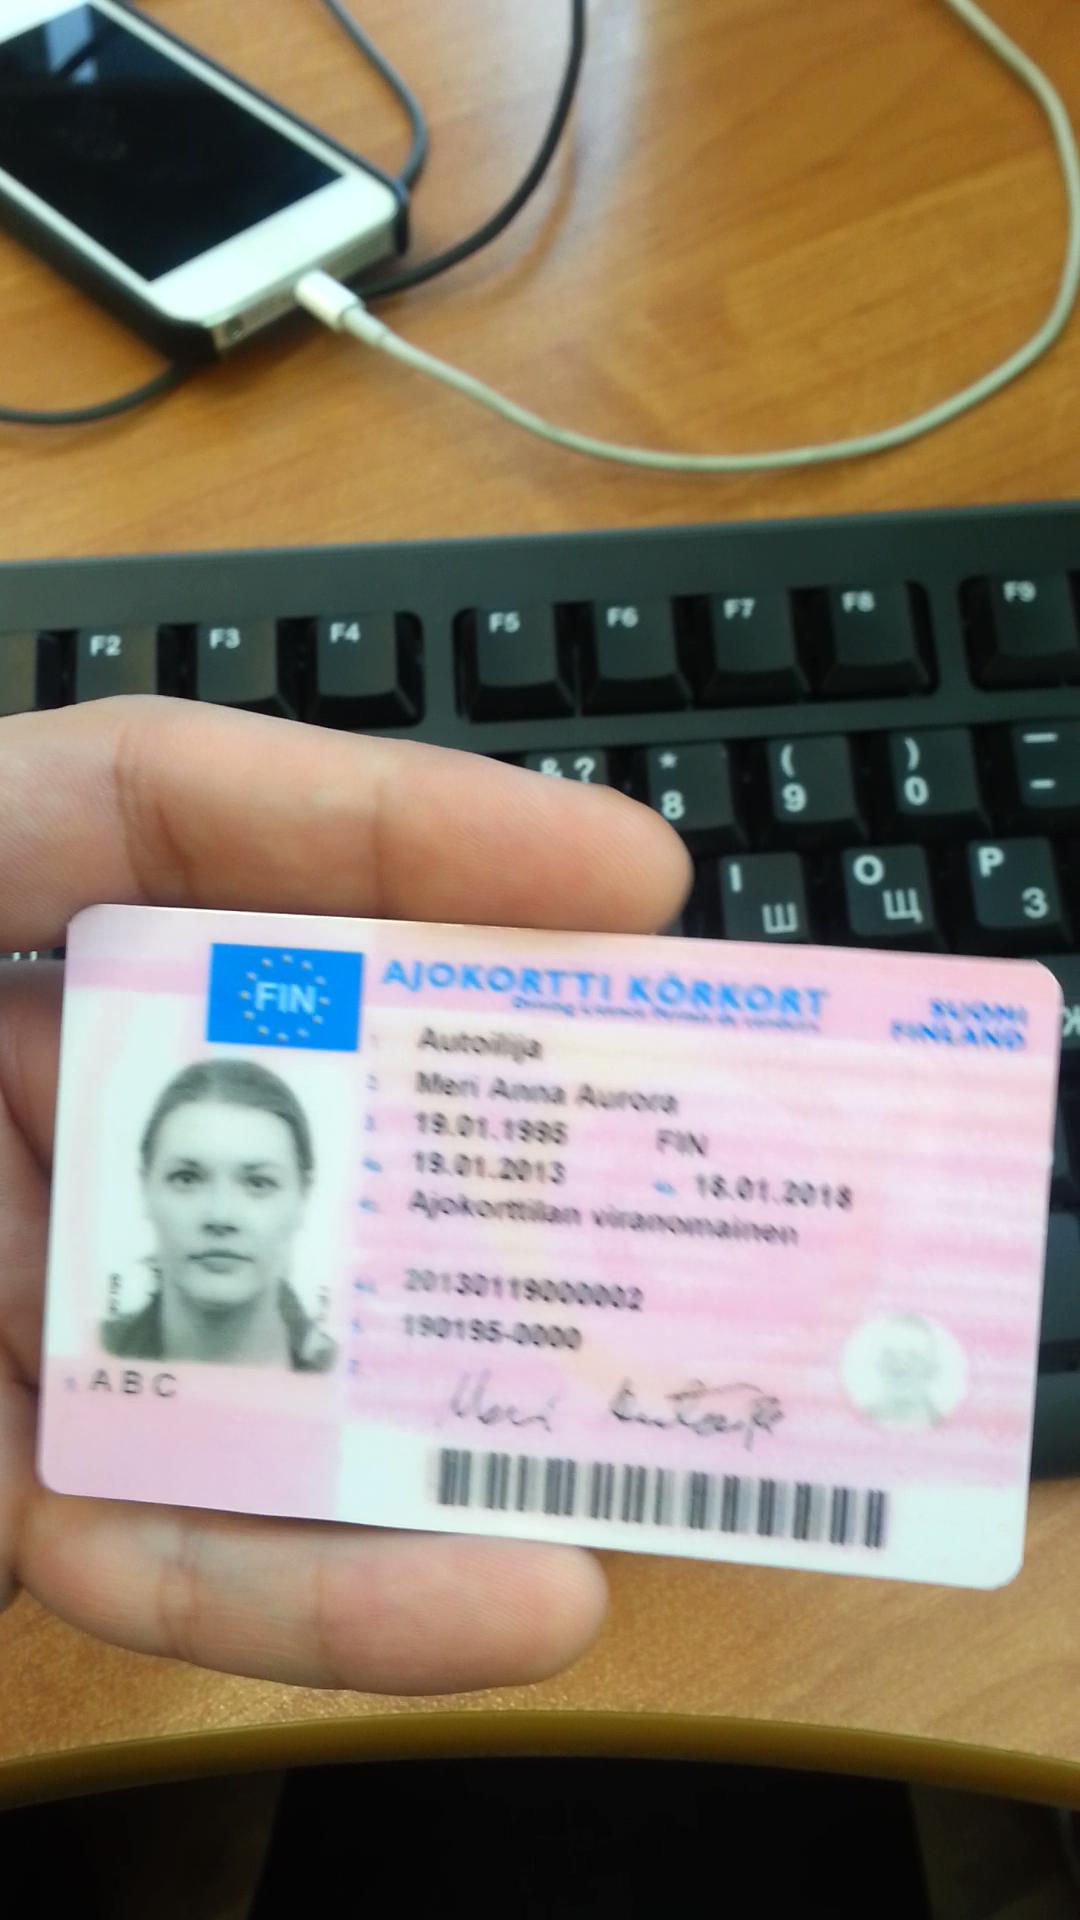 F2 F3 F4 F5 F6 F7 F8 F9
& ? * ( ) —
8 9 0 -
I O P
Ш Щ З
FIN
AJOKORTTI KÖRKORT
SUOMI
FINLAND
1. Autoilija
2. Meri Anna Aurora
3. 19.01.1995 FIN
4a. 19.01.2013 4b. 18.01.2018
4c. Ajokorttilan viranomainen
4d. 20130119000002
5. 190195-0000
7. Meri Autoilija
9. A B C